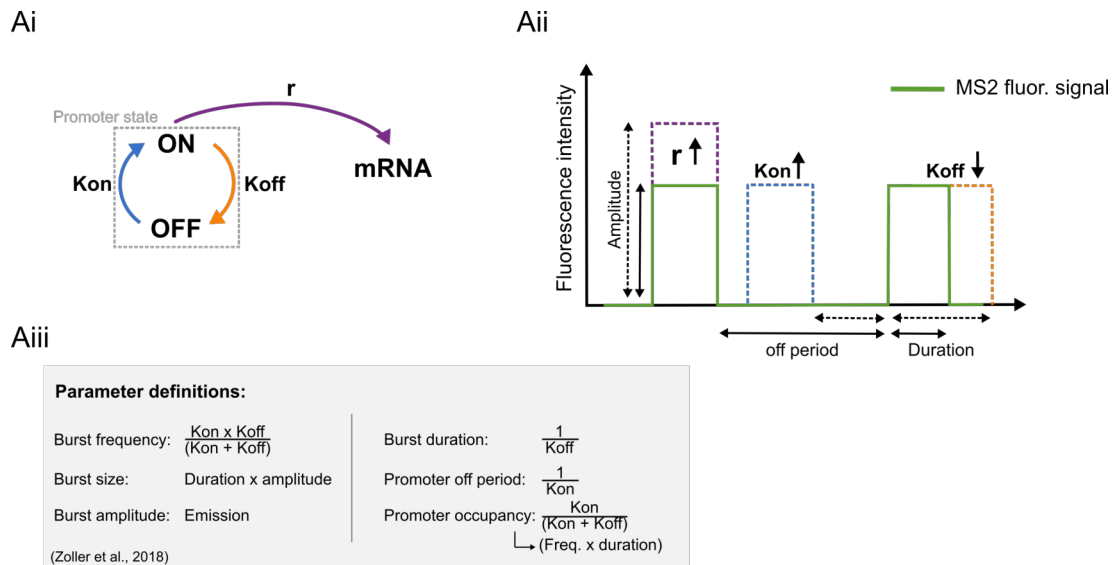 Ai
r
Promoter state
ON
Kon
Koff
OFF
mRNA
Aii
Fluorescence intensity
MS2 fluor. signal
Amplitude
r
Kon
Koff
off period
Duration
Aiii
Parameter definitions:
Burst frequency: Kon x Koff
(Kon + Koff)
Burst size: Duration x amplitude
Burst amplitude: Emission
(Zoller et al., 2018)
Burst duration: 1
Koff
Promoter off period: 1
Kon
Promoter occupancy: Kon
(Kon + Koff)
(Freq. x duration)